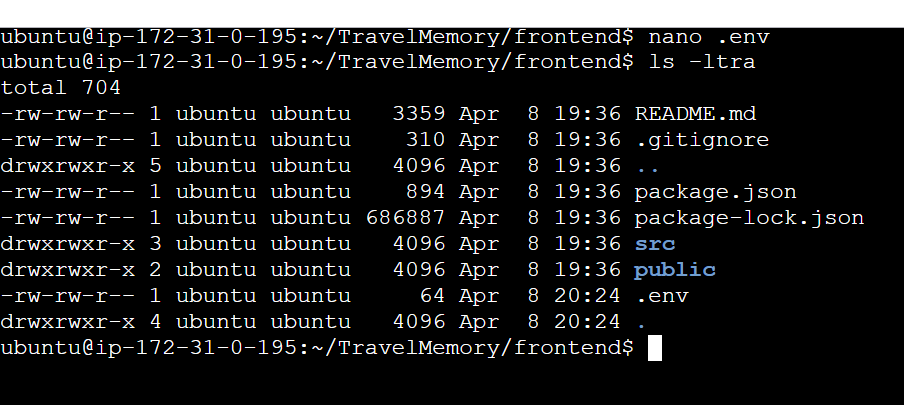 ubuntu@ip-172-31-0-195:~/TravelMemory/frontend$ nano .env
ubuntu@ip-172-31-0-195:~/TravelMemory/frontend$ ls -ltra
total 704
-rw-rw-r-- 1 ubuntu ubuntu   3359 Apr  8 19:36 README.md
-rw-rw-r-- 1 ubuntu ubuntu    310 Apr  8 19:36 .gitignore
drwxrwxr-x 5 ubuntu ubuntu   4096 Apr  8 19:36 ..
-rw-rw-r-- 1 ubuntu ubuntu    894 Apr  8 19:36 package.json
-rw-rw-r-- 1 ubuntu ubuntu 686887 Apr  8 19:36 package-lock.json
drwxrwxr-x 3 ubuntu ubuntu   4096 Apr  8 19:36 src
drwxrwxr-x 2 ubuntu ubuntu   4096 Apr  8 19:36 public
-rw-rw-r-- 1 ubuntu ubuntu     64 Apr  8 20:24 .env
drwxrwxr-x 4 ubuntu ubuntu   4096 Apr  8 20:24 .
ubuntu@ip-172-31-0-195:~/TravelMemory/frontend$